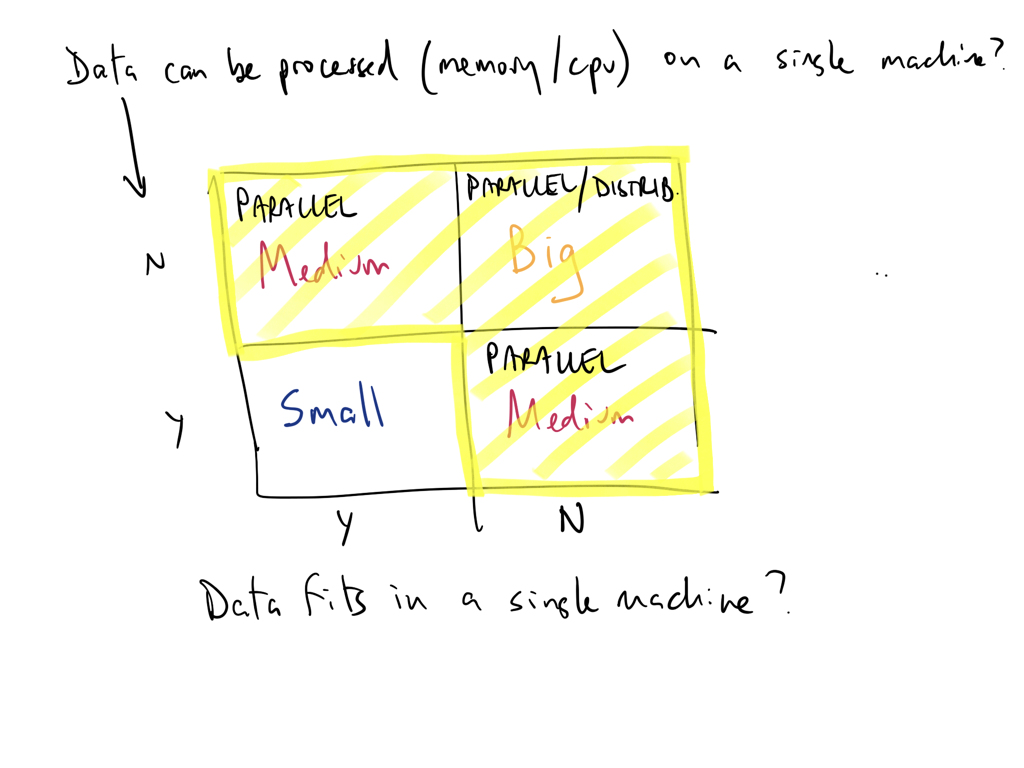 Data can be processed (memory/cpu) on a single machine?
PARALLEL
PARALLEL/DISTRIB.
Medium
Big
N
PARALLEL
Small
Medium
Y
Y
N
Data fits in a single machine?